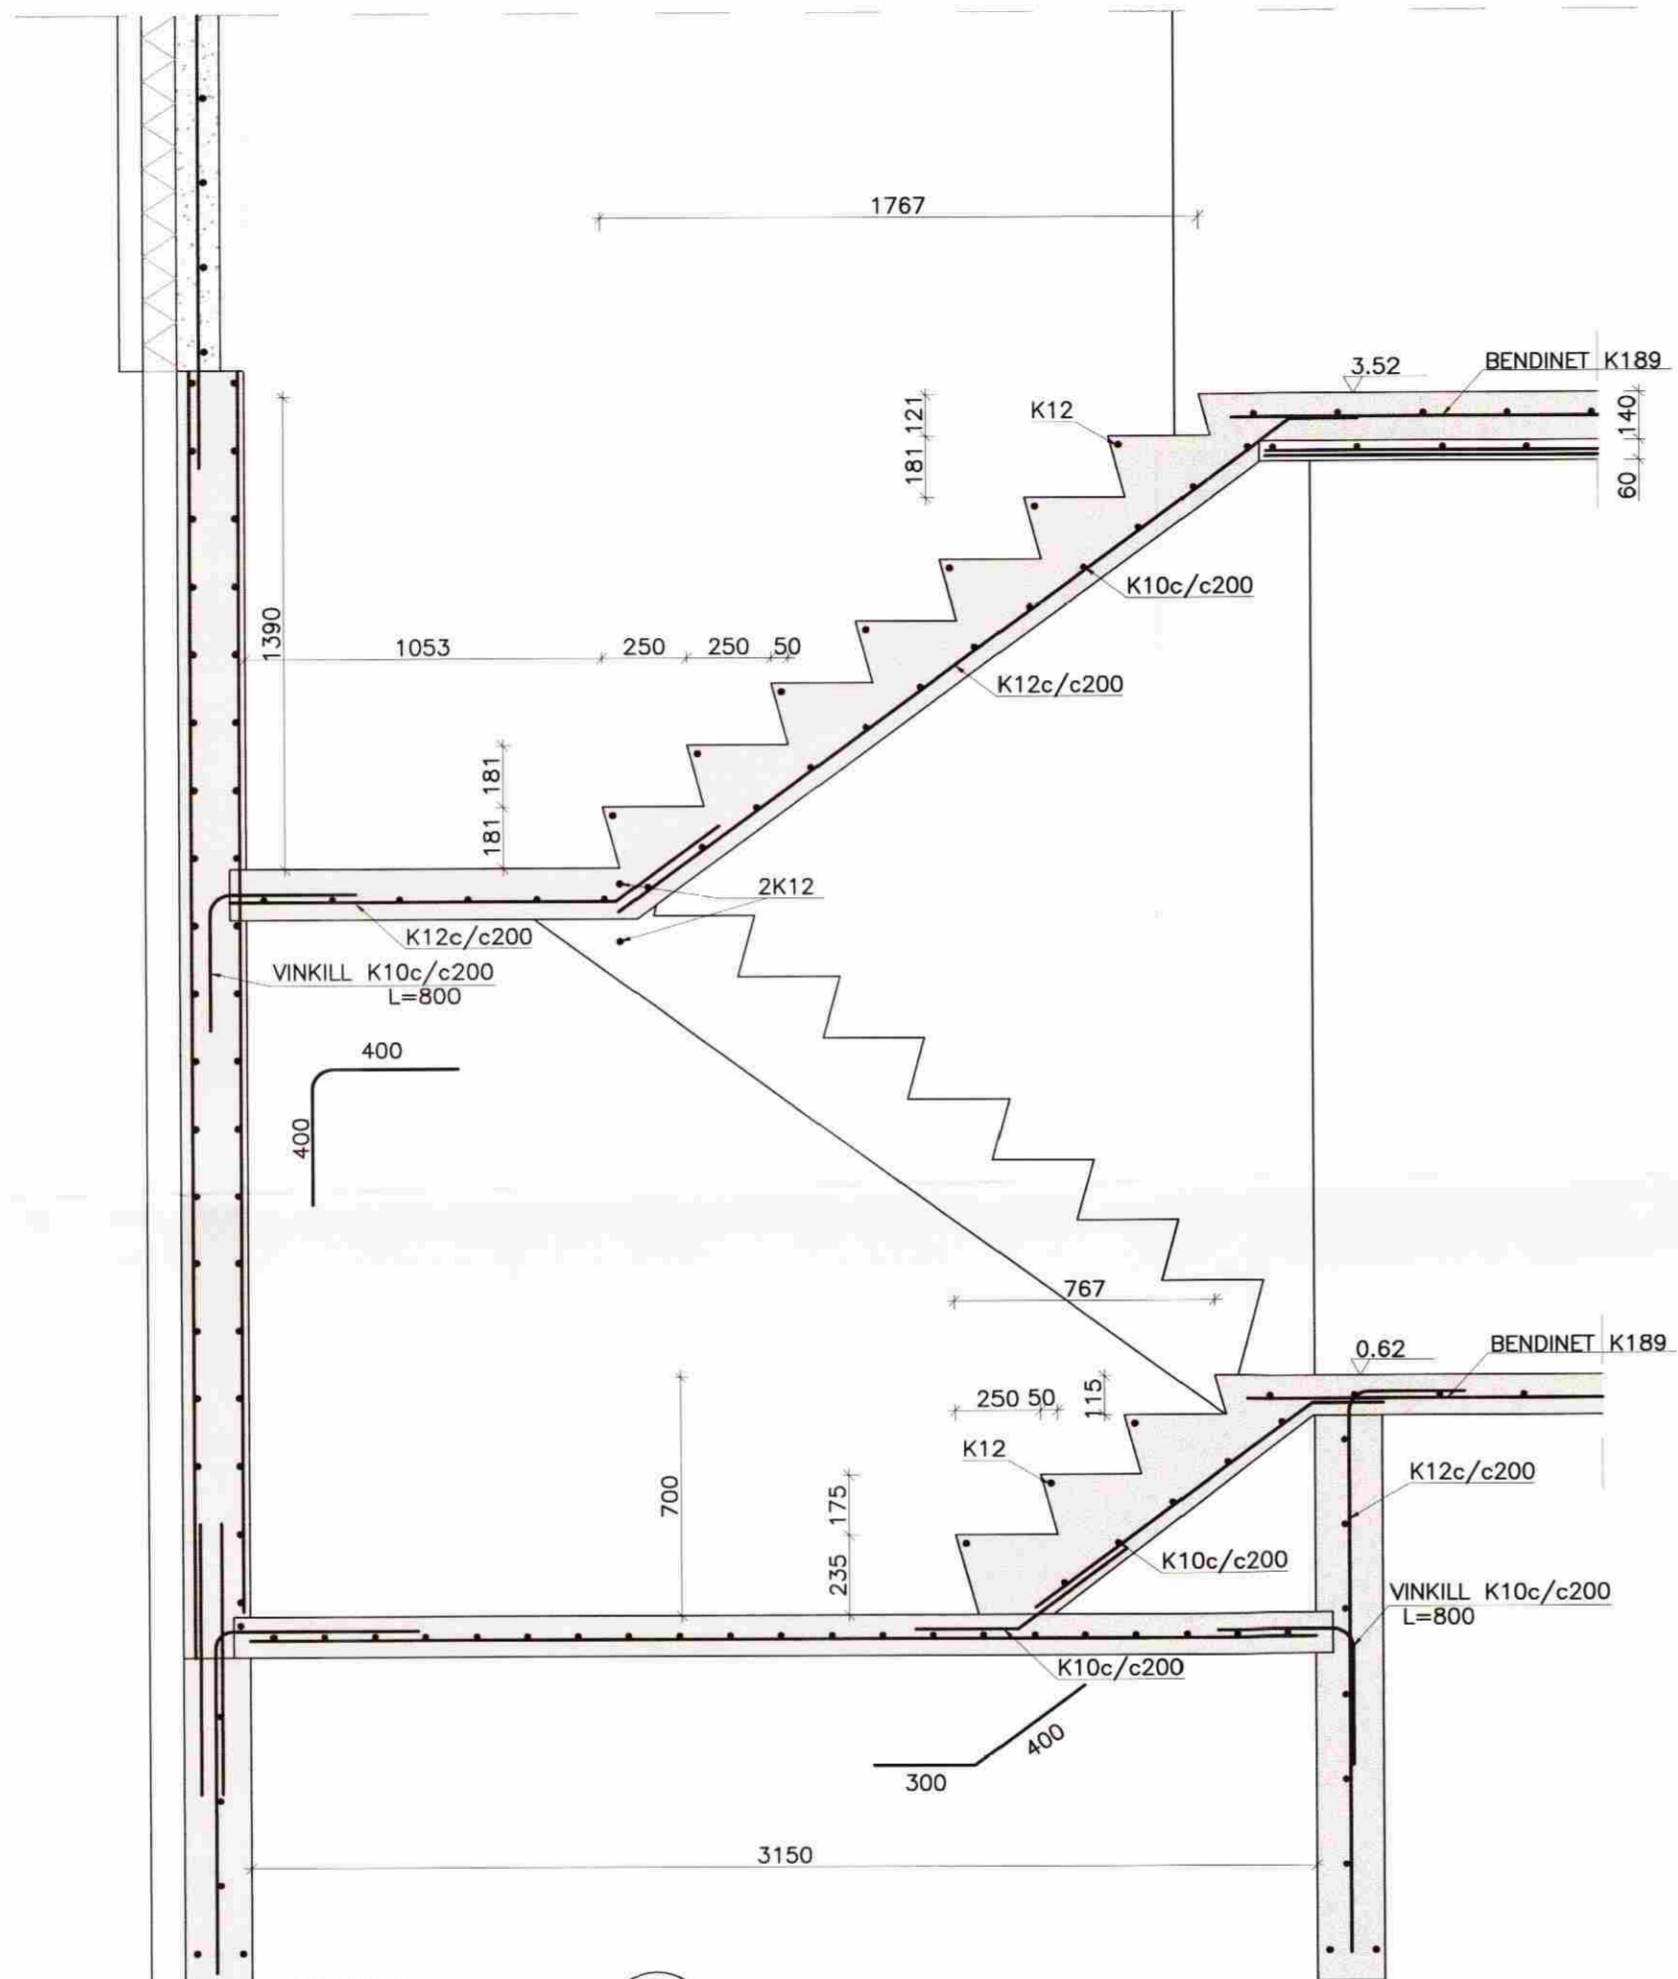 1767
3.52
BENDINET K189
K12
121
181
140
60
K10c/c200
1390
1053
250
250
50
K12c/c200
181
181
2K12
K12c/c200
VINKILL K10c/c200
L=800
400
400
767
0.62
BENDINET K189
250 50
115
K12
700
175
235
K12c/c200
K10c/c200
VINKILL K10c/c200
L=800
K10c/c200
400
300
3150